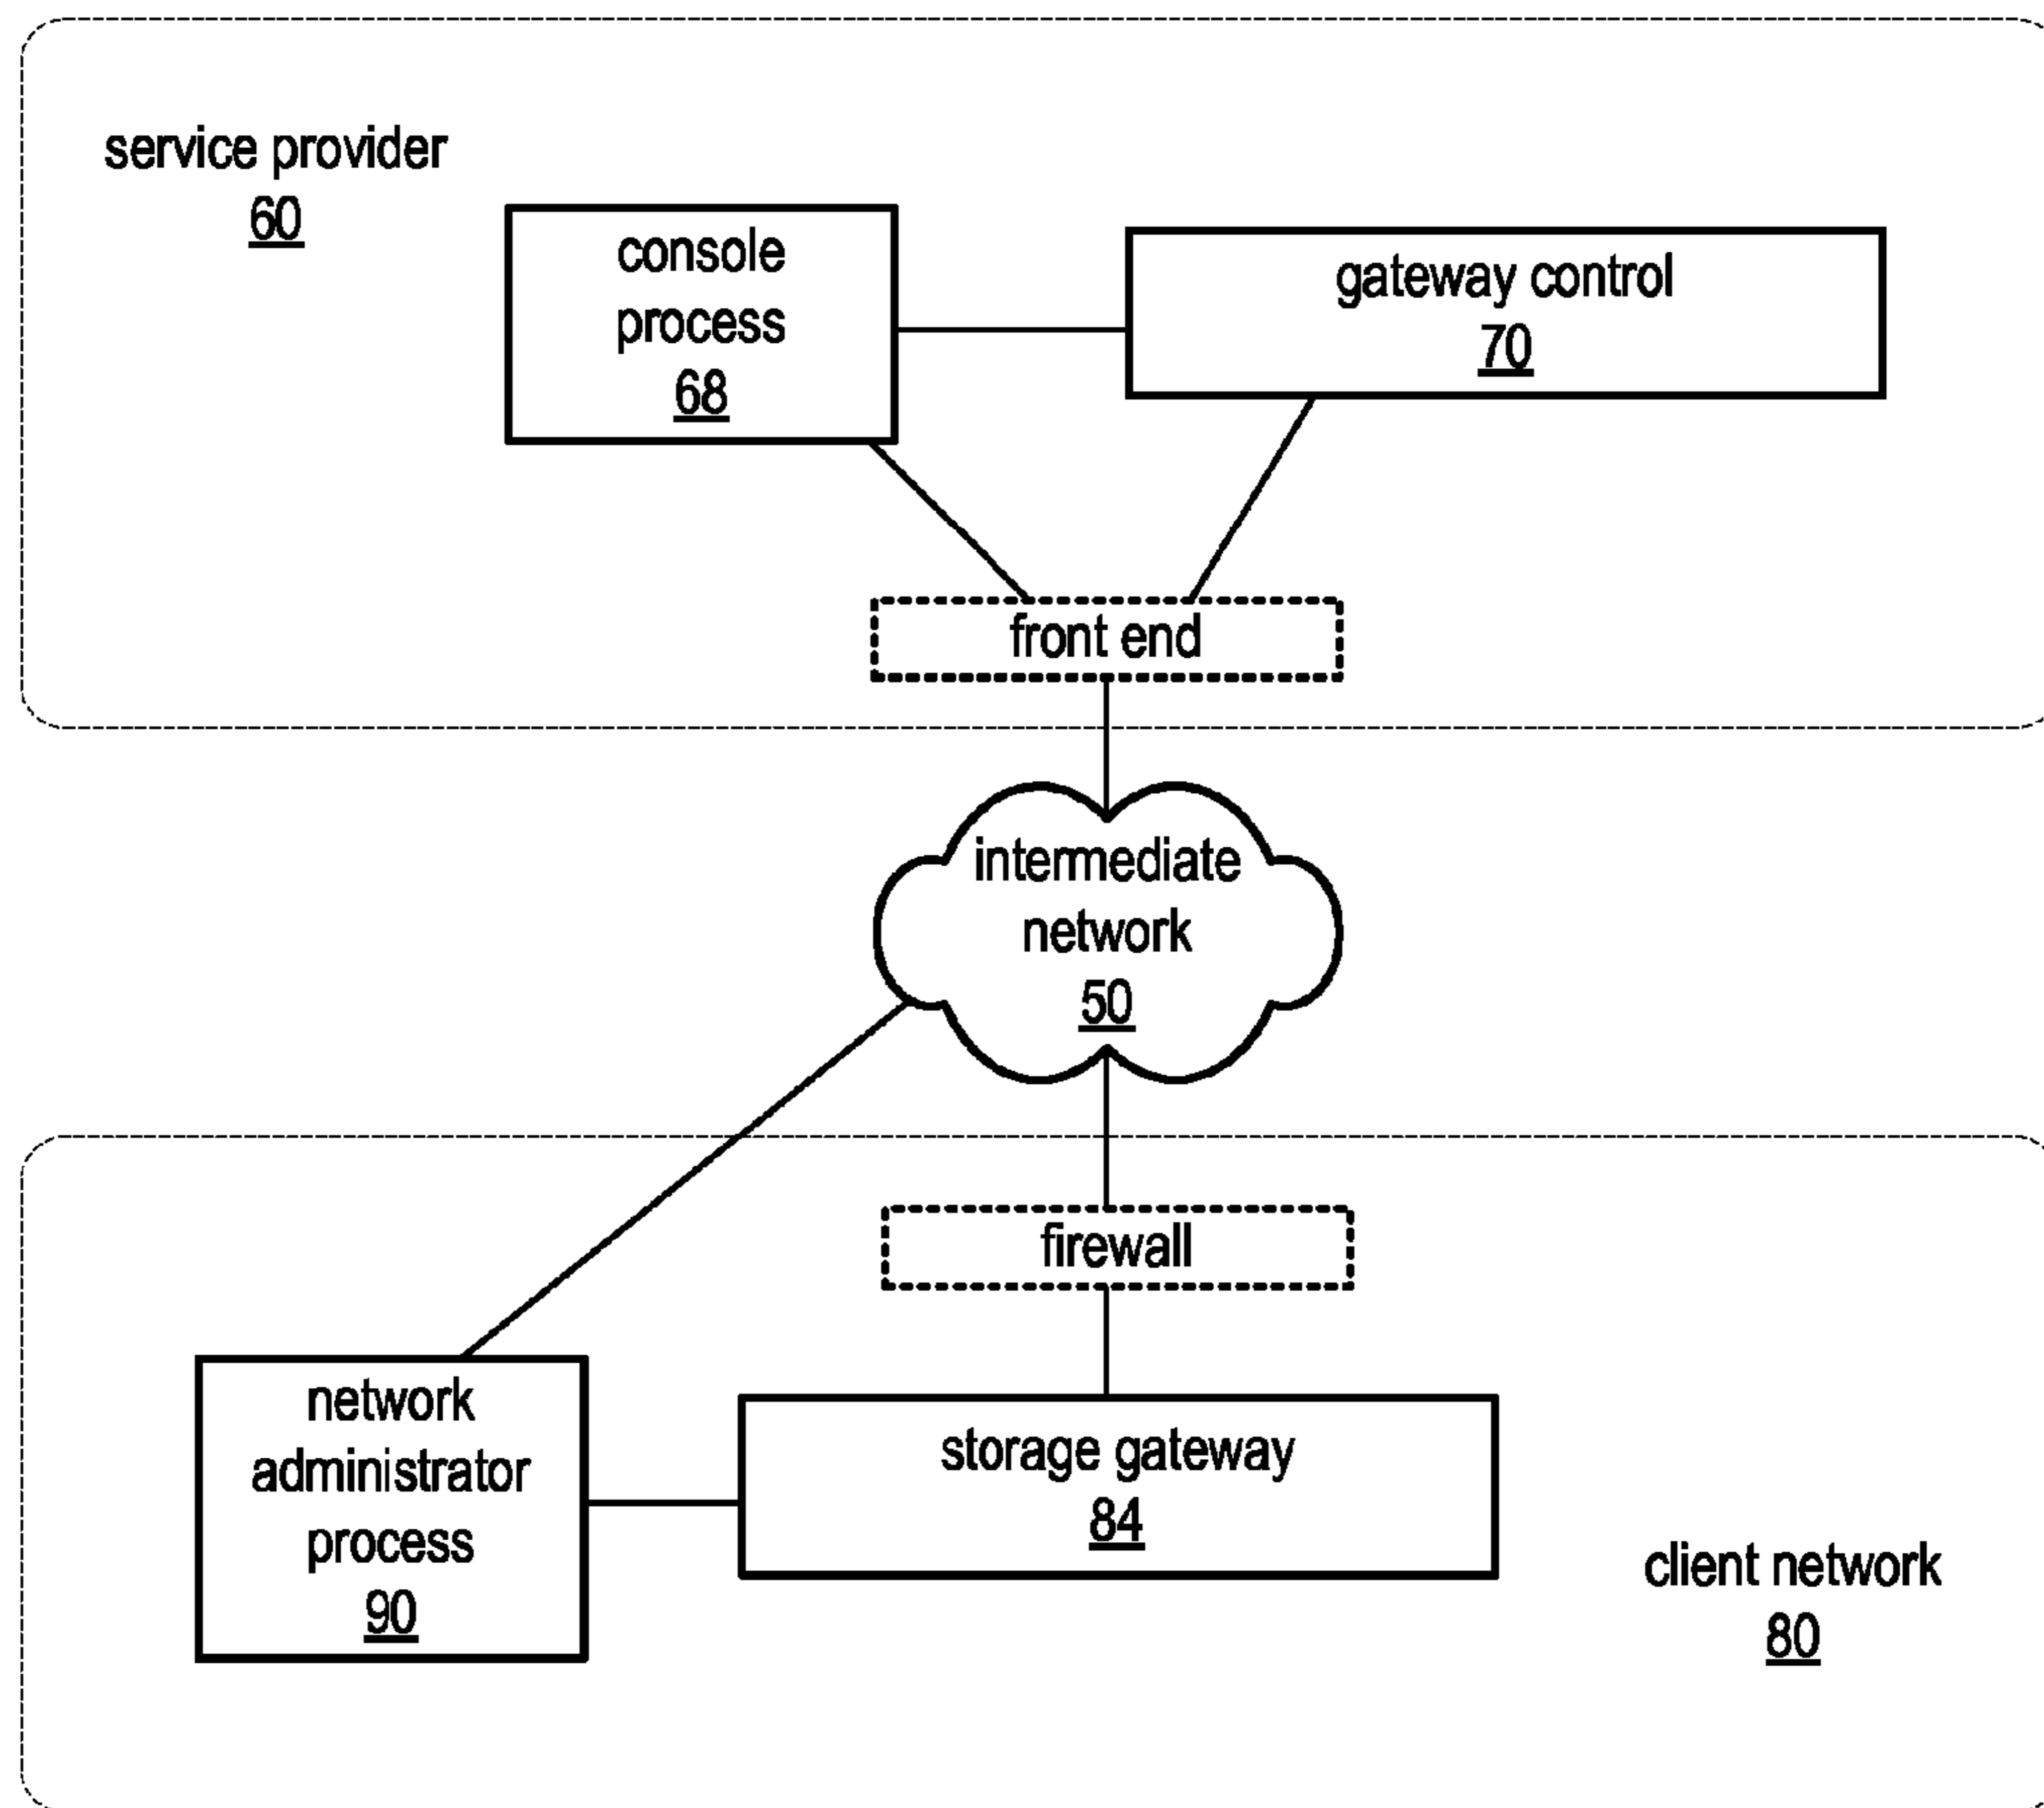 service provider
60
console
process
68
gateway control
70
front end
intermediate
network
50
firewall
network
administrator
process
90
storage gateway
84
client network
80